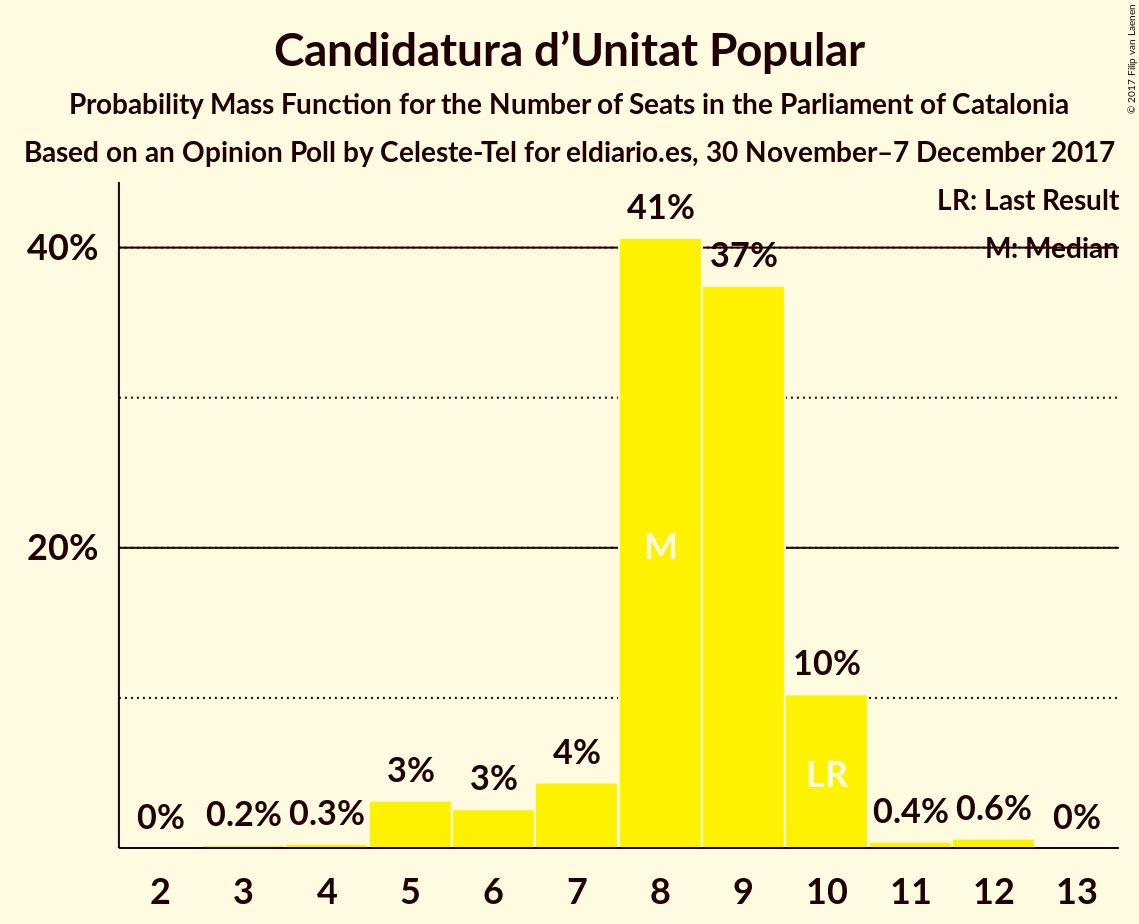 Candidatura d’Unitat Popular
Probability Mass Function for the Number of Seats in the Parliament of Catalonia
Based on an Opinion Poll by Celeste-Tel for eldiario.es, 30 November–7 December 2017
© 2017 Filip van Laenen
LR: Last Result
M: Median
40%
20%
0%
0.2%
0.3%
3%
3%
4%
41%
37%
10%
0.4%
0.6%
0%
M
LR
2 3 4 5 6 7 8 9 10 11 12 13